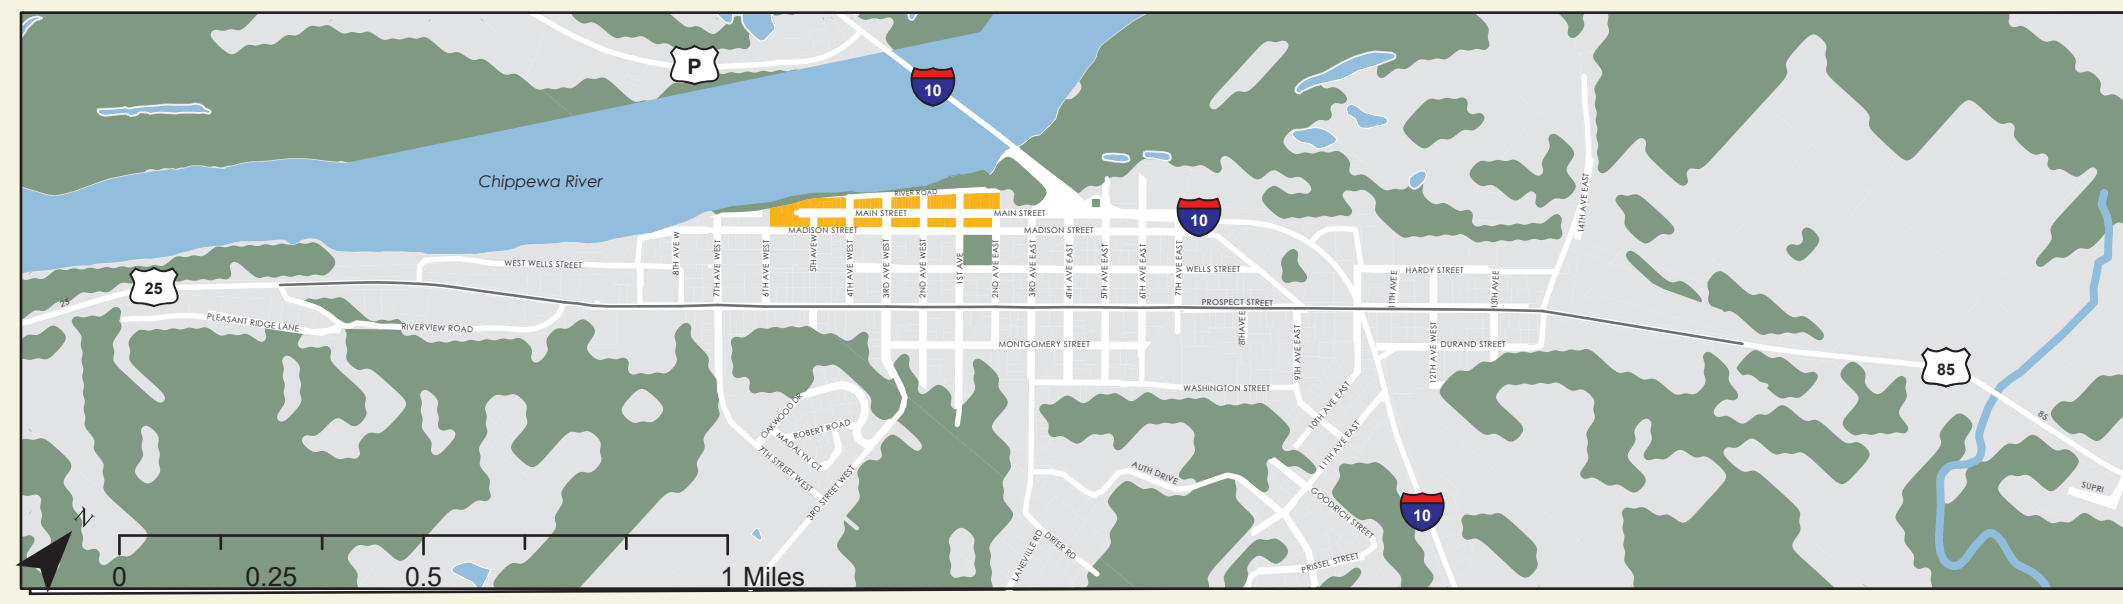 P
10
Chippewa River
RIVER ROAD
MAIN STREET
MAIN STREET
10
MADISON STREET
MADISON STREET
14TH AVE EAST
8TH AVE W
7TH AVE WEST
6TH AVE WEST
5TH AVE W
4TH AVE WEST
3RD AVE WEST
2ND AVE WEST
1ST AVE
2ND AVE EAST
3RD AVE EAST
4TH AVE EAST
5TH AVE EAST
6TH AVE EAST
7TH AVE EAST
WEST WELLS STREET
WELLS STREET
HARDY STREET
11TH AVE E
13TH AVE E
25
25
PROSPECT STREET
PLEASANT RIDGE LANE
RIVERVIEW ROAD
8TH AVE E
9TH AVE EAST
12TH AVE WEST
MONTGOMERY STREET
DURAND STREET
85
WASHINGTON STREET
85
OAKWOOD DR
ROBERT ROAD
MADALYN CT
7TH STREET WEST
3RD STREET WEST
10TH AVE EAST
11TH AVE EAST
AUTH DRIVE
GOODRICH STREET
SUPRI
10
N
LANEVILLE RD
DRIER RD
PRISSEL STREET
0 0.25 0.5 1 Miles